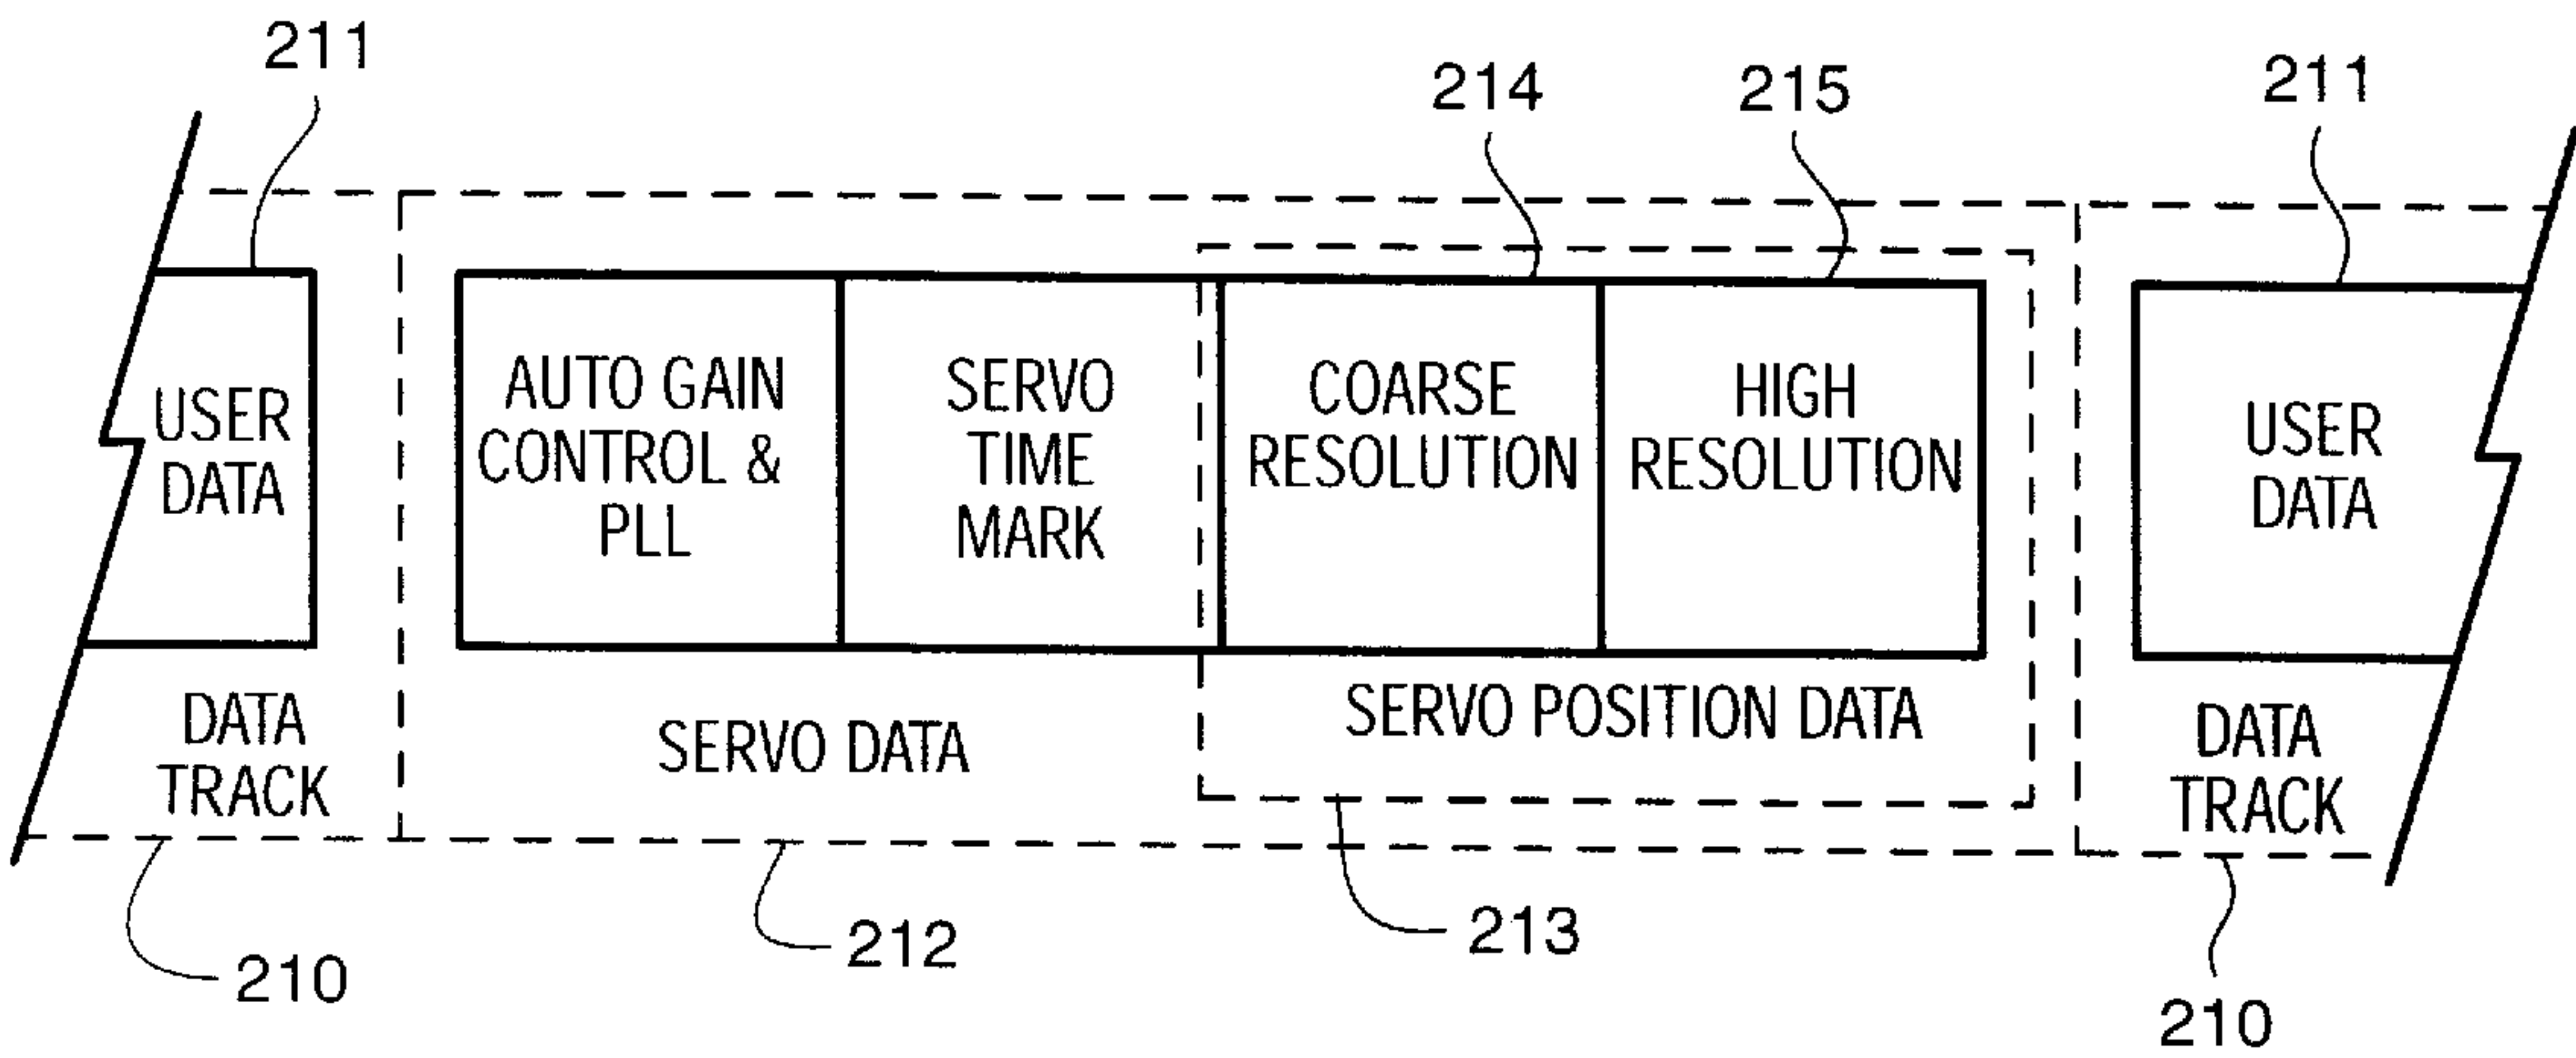 211
214
215
211
USER
DATA
AUTO GAIN
CONTROL &
PLL
SERVO
TIME
MARK
COARSE
RESOLUTION
HIGH
RESOLUTION
USER
DATA
DATA
TRACK
SERVO DATA
SERVO POSITION DATA
DATA
TRACK
210
212
213
210